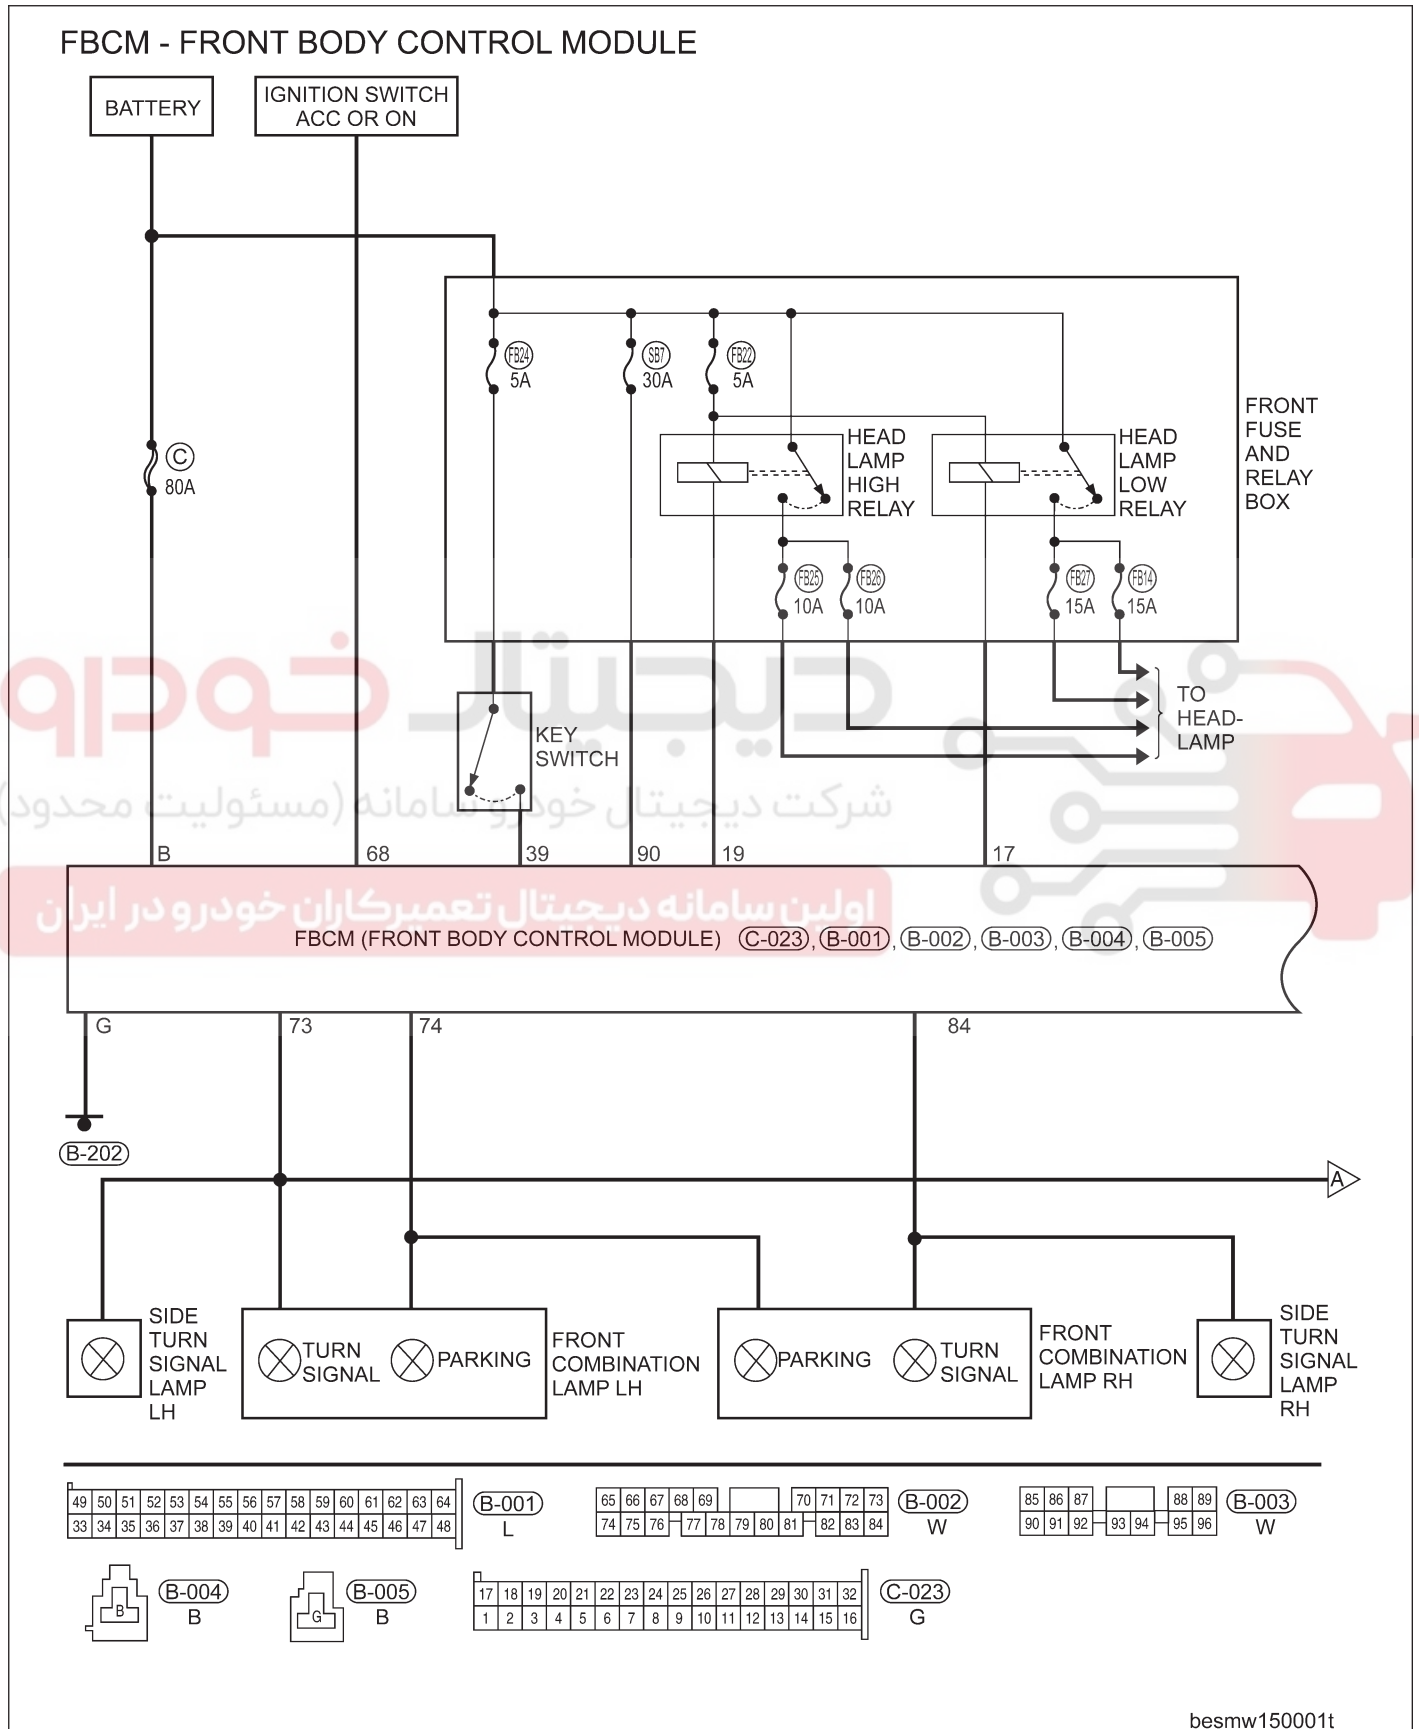 FBCM - FRONT BODY CONTROL MODULE
BATTERY
IGNITION SWITCH
ACC OR ON
FB24
5A
SB7
30A
FB22
5A
C
80A
HEAD
LAMP
HIGH
RELAY
HEAD
LAMP
LOW
RELAY
FRONT
FUSE
AND
RELAY
BOX
FB25
10A
FB26
10A
FB27
15A
FB14
15A
دیجیتال خودرو
KEY
SWITCH
TO
HEAD-
LAMP
شرکت دیجیتال خودرو سامانه (مسئولیت محدود)
B 68 39 90 19 17
اولین سامانه دیجیتال تعمیرکاران خودرو در ایران
FBCM (FRONT BODY CONTROL MODULE) C-023, B-001, B-002, B-003, B-004, B-005
G 73 74 84
B-202
A
SIDE
TURN
SIGNAL
LAMP
LH
TURN
SIGNAL
PARKING
FRONT
COMBINATION
LAMP LH
PARKING
TURN
SIGNAL
FRONT
COMBINATION
LAMP RH
SIDE
TURN
SIGNAL
LAMP
RH
49 50 51 52 53 54 55 56 57 58 59 60 61 62 63 64
33 34 35 36 37 38 39 40 41 42 43 44 45 46 47 48
B-001
L
65 66 67 68 69 70 71 72 73
74 75 76 77 78 79 80 81 82 83 84
B-002
W
85 86 87 88 89
90 91 92 93 94 95 96
B-003
W
B
B-004
B
G
B-005
B
17 18 19 20 21 22 23 24 25 26 27 28 29 30 31 32
1 2 3 4 5 6 7 8 9 10 11 12 13 14 15 16
C-023
G
besmw150001t